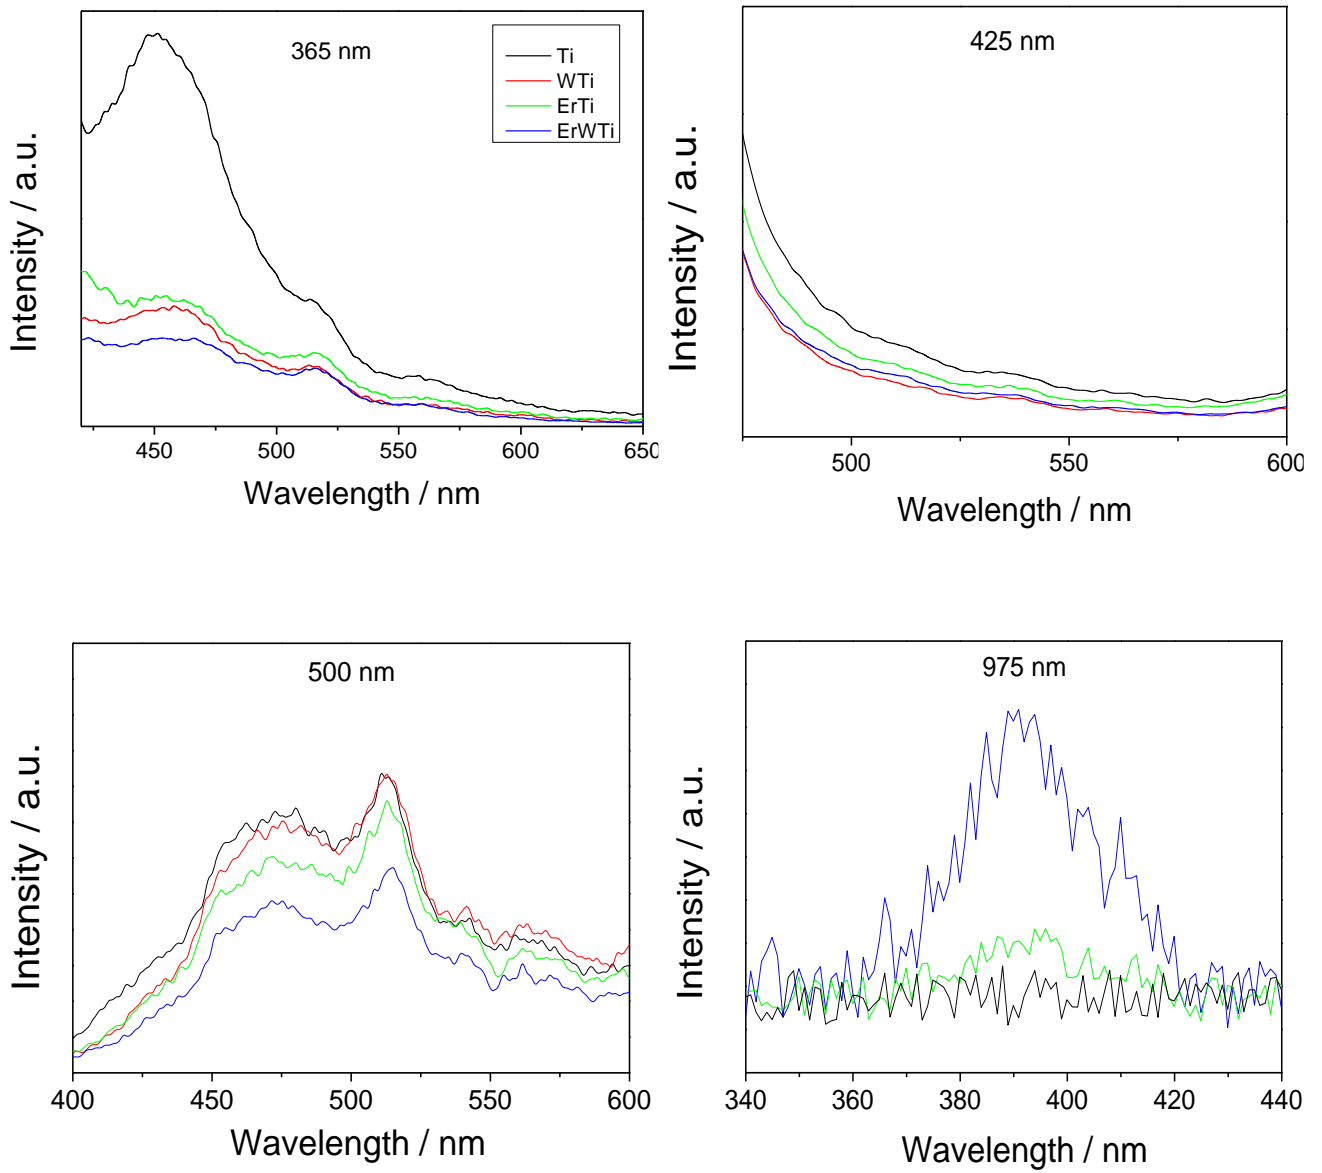 365 nm
Ti
WTi
ErTi
ErWTi
Intensity / a.u.
450 500 550 600 650
Wavelength / nm
425 nm
Intensity / a.u.
500 550 600
Wavelength / nm
500 nm
Intensity / a.u.
400 450 500 550 600
Wavelength / nm
975 nm
Intensity / a.u.
340 360 380 400 420 440
Wavelength / nm